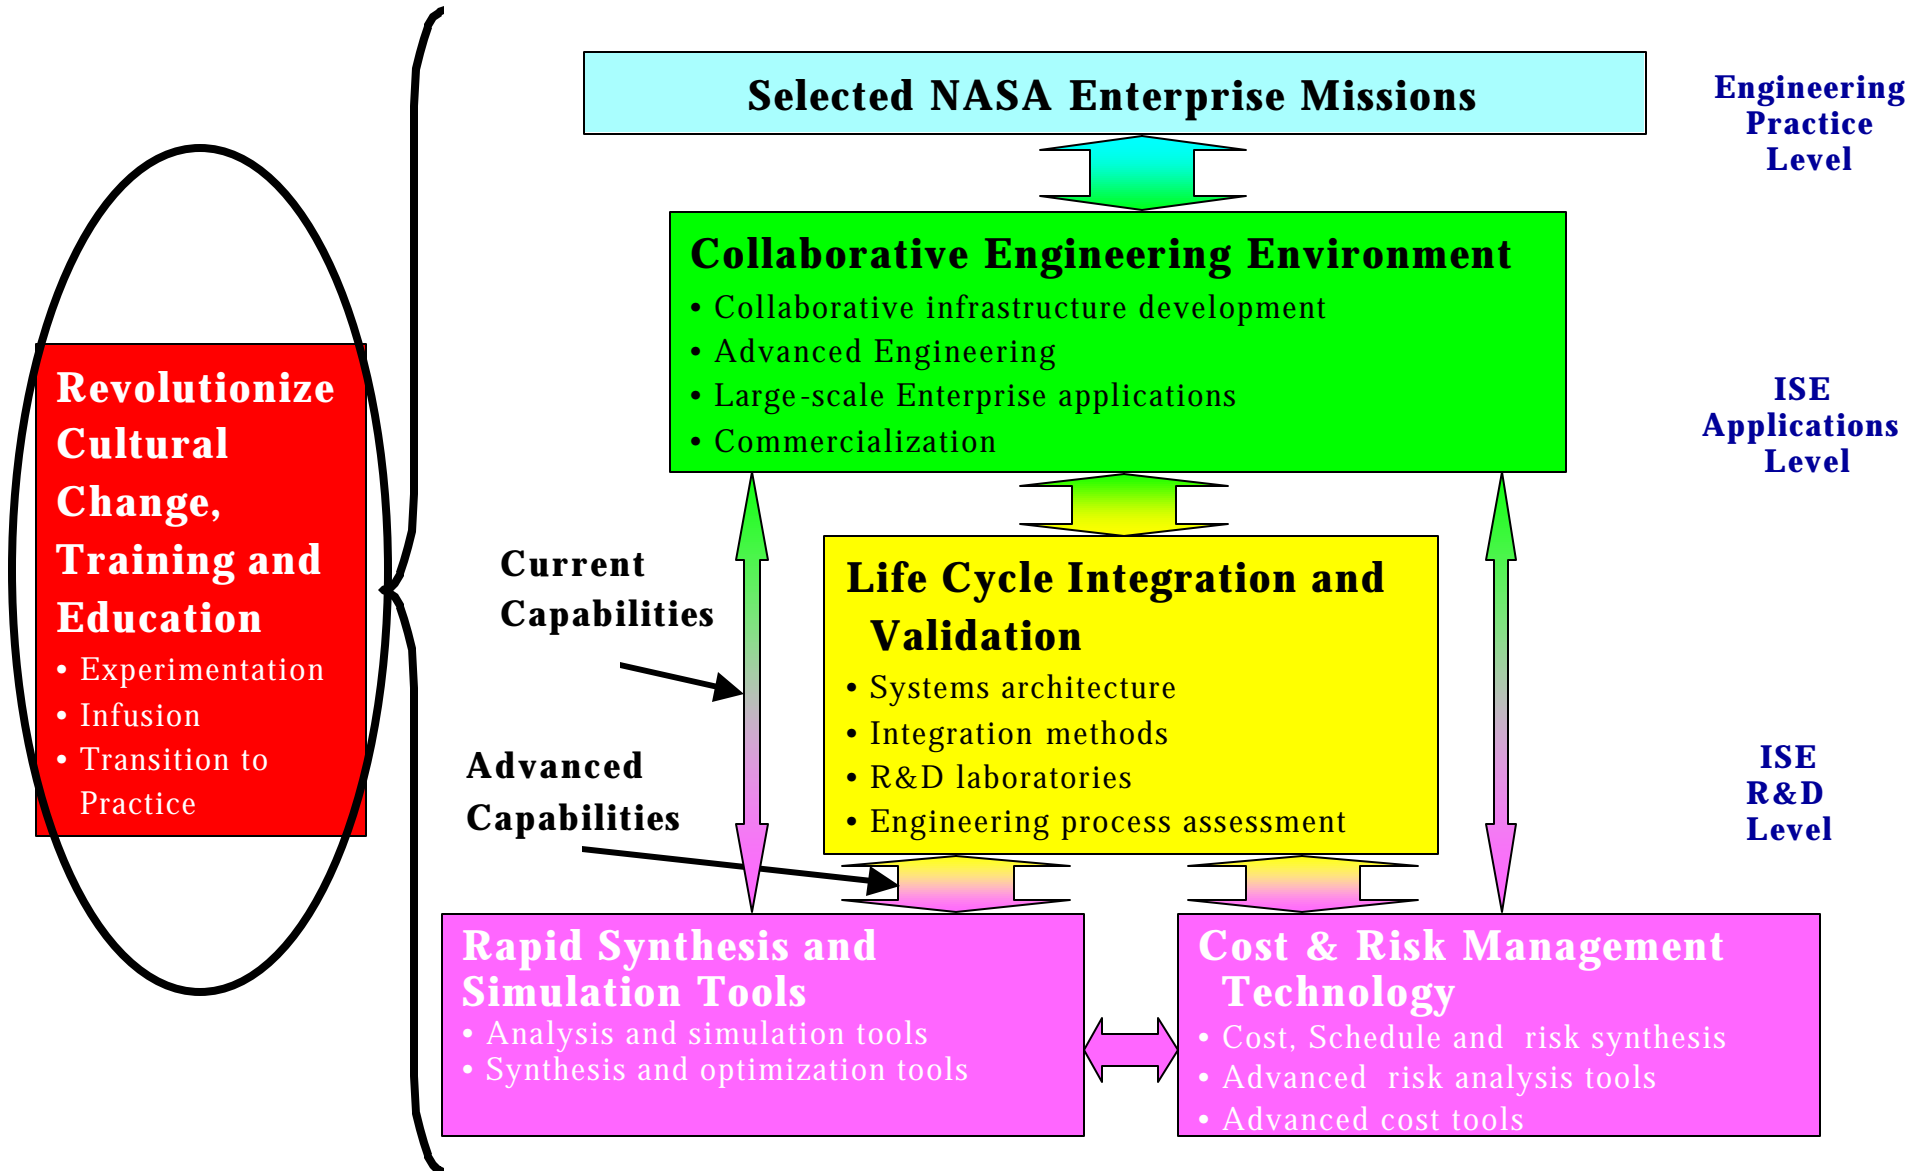 Selected NASA Enterprise Missions
Engineering
Practice
Level
Collaborative Engineering Environment
• Collaborative infrastructure development
• Advanced Engineering
• Large-scale Enterprise applications
• Commercialization
ISE
Applications
Level
Revolutionize
Cultural
Change,
Training and
Education
• Experimentation
• Infusion
• Transition to
Practice
Current
Capabilities
Advanced
Capabilities
Life Cycle Integration and
Validation
• Systems architecture
• Integration methods
• R&D laboratories
• Engineering process assessment
ISE
R&D
Level
Rapid Synthesis and
Simulation Tools
• Analysis and simulation tools
• Synthesis and optimization tools
Cost & Risk Management
Technology
• Cost, Schedule and risk synthesis
• Advanced risk analysis tools
• Advanced cost tools